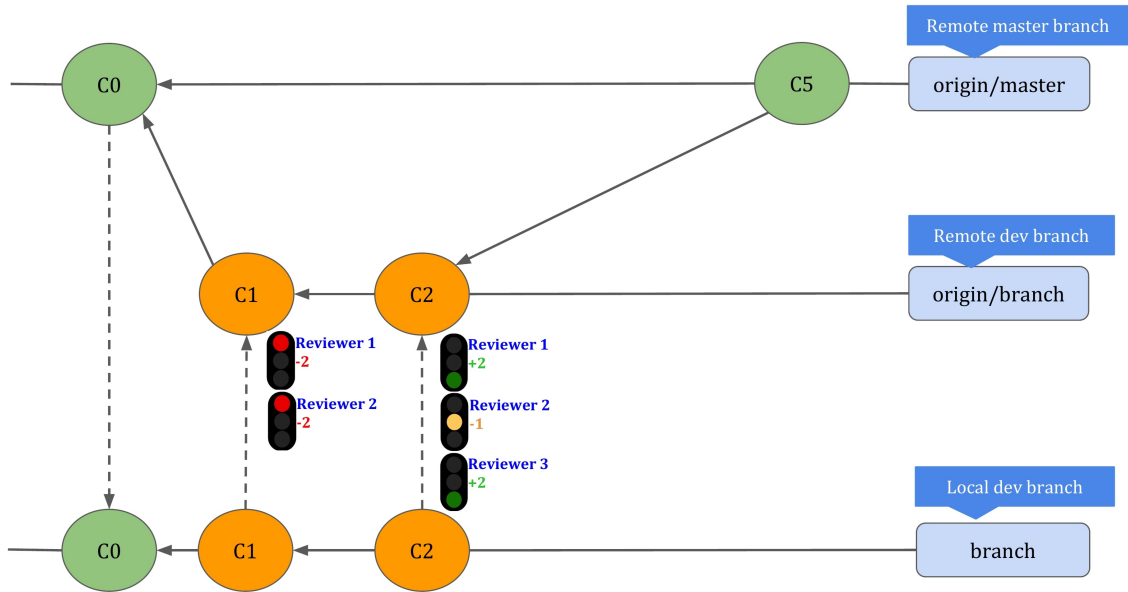 Remote master branch
C0
C5
origin/master
Remote dev branch
C1
C2
origin/branch
Reviewer 1
-2
Reviewer 2
-2
Reviewer 1
+2
Reviewer 2
-1
Reviewer 3
+2
Local dev branch
C0
C1
C2
branch